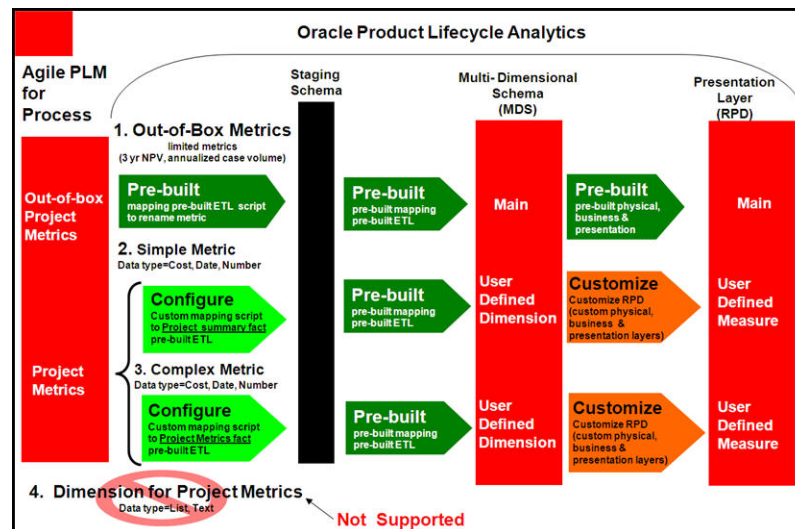 Oracle Product Lifecycle Analytics
Agile PLM
for
Process
Staging
Schema
Multi- Dimensional
Schema
(MDS)
Presentation
Layer
(RPD)
1. Out-of-Box Metrics
limited metrics
(3 yr NPV, annualized case volume)
Out-of-box
Project
Metrics
Pre-built
mapping pre-built ETL script
to rename metric
Pre-built
pre-built mapping
pre-built ETL
Main
Pre-built
pre-built physical,
business &
presentation
Main
2. Simple Metric
Data type=Cost, Date, Number
Configure
Custom mapping script
to Project summary fact
pre-built ETL
Pre-built
pre-built mapping
pre-built ETL
User
Defined
Dimension
Customize
Customize RPD
(custom physical,
business &
presentation layers)
User
Defined
Measure
Project
Metrics
3. Complex Metric
Data type=Cost, Date, Number
Configure
Custom mapping script
to Project Metrics fact
pre-built ETL
Pre-built
pre-built mapping
pre-built ETL
User
Defined
Dimension
Customize
Customize RPD
(custom physical,
business &
presentation layers)
User
Defined
Measure
4. Dimension for Project Metrics
Data type=List, Text
Not Supported